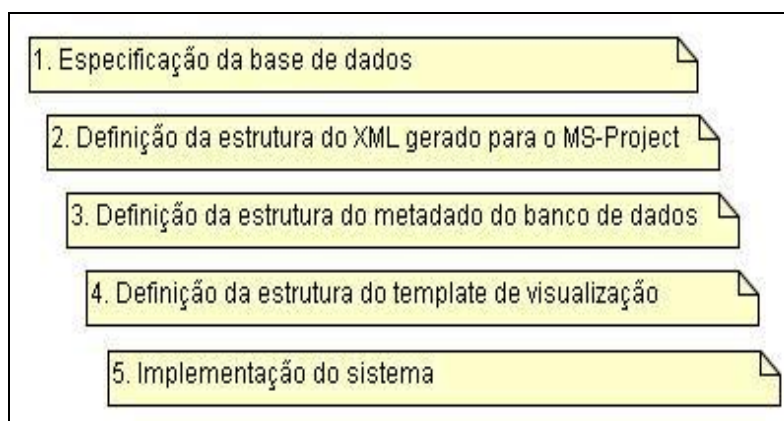 1. Especificação da base de dados
2. Definição da estrutura do XML gerado para o MS-Project
3. Definição da estrutura do metadado do banco de dados
4. Definição da estrutura do template de visualização
5. Implementação do sistema